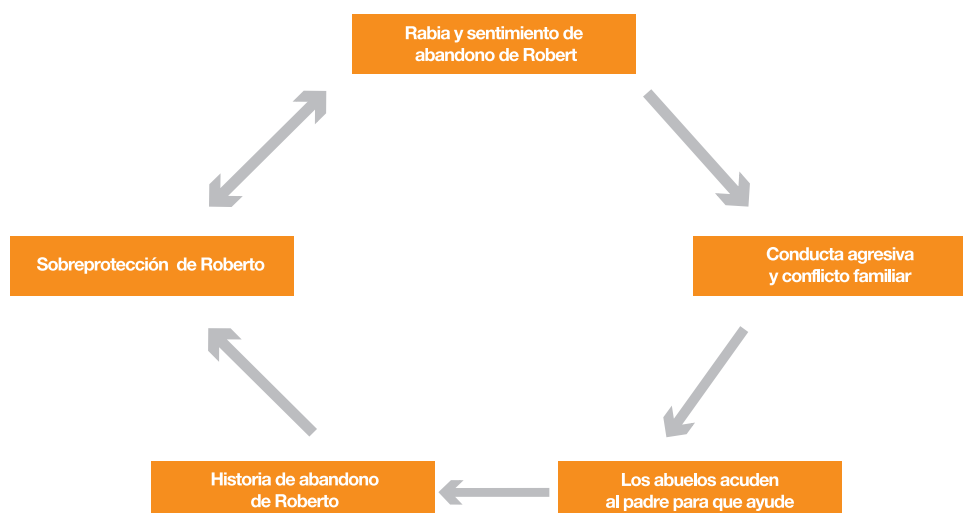 Rabia y sentimiento de
abandono de Robert
Sobreprotección de Roberto
Conducta agresiva
y conflicto familiar
Historia de abandono
de Roberto
Los abuelos acuden
al padre para que ayude